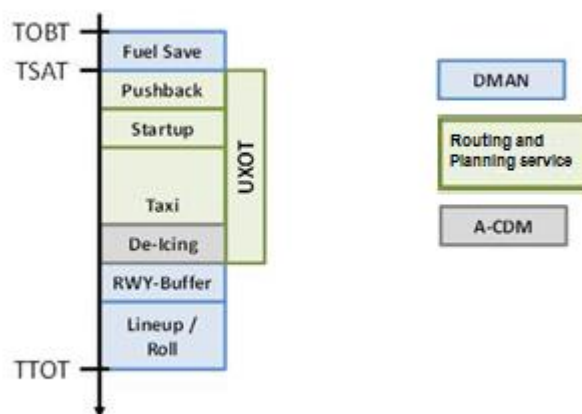 TOBT
Fuel Save
TSAT
Pushback
Startup
UXOT
Taxi
De-Icing
RWY-Buffer
Lineup /
Roll
TTOT
DMAN
Routing and
Planning service
A-CDM